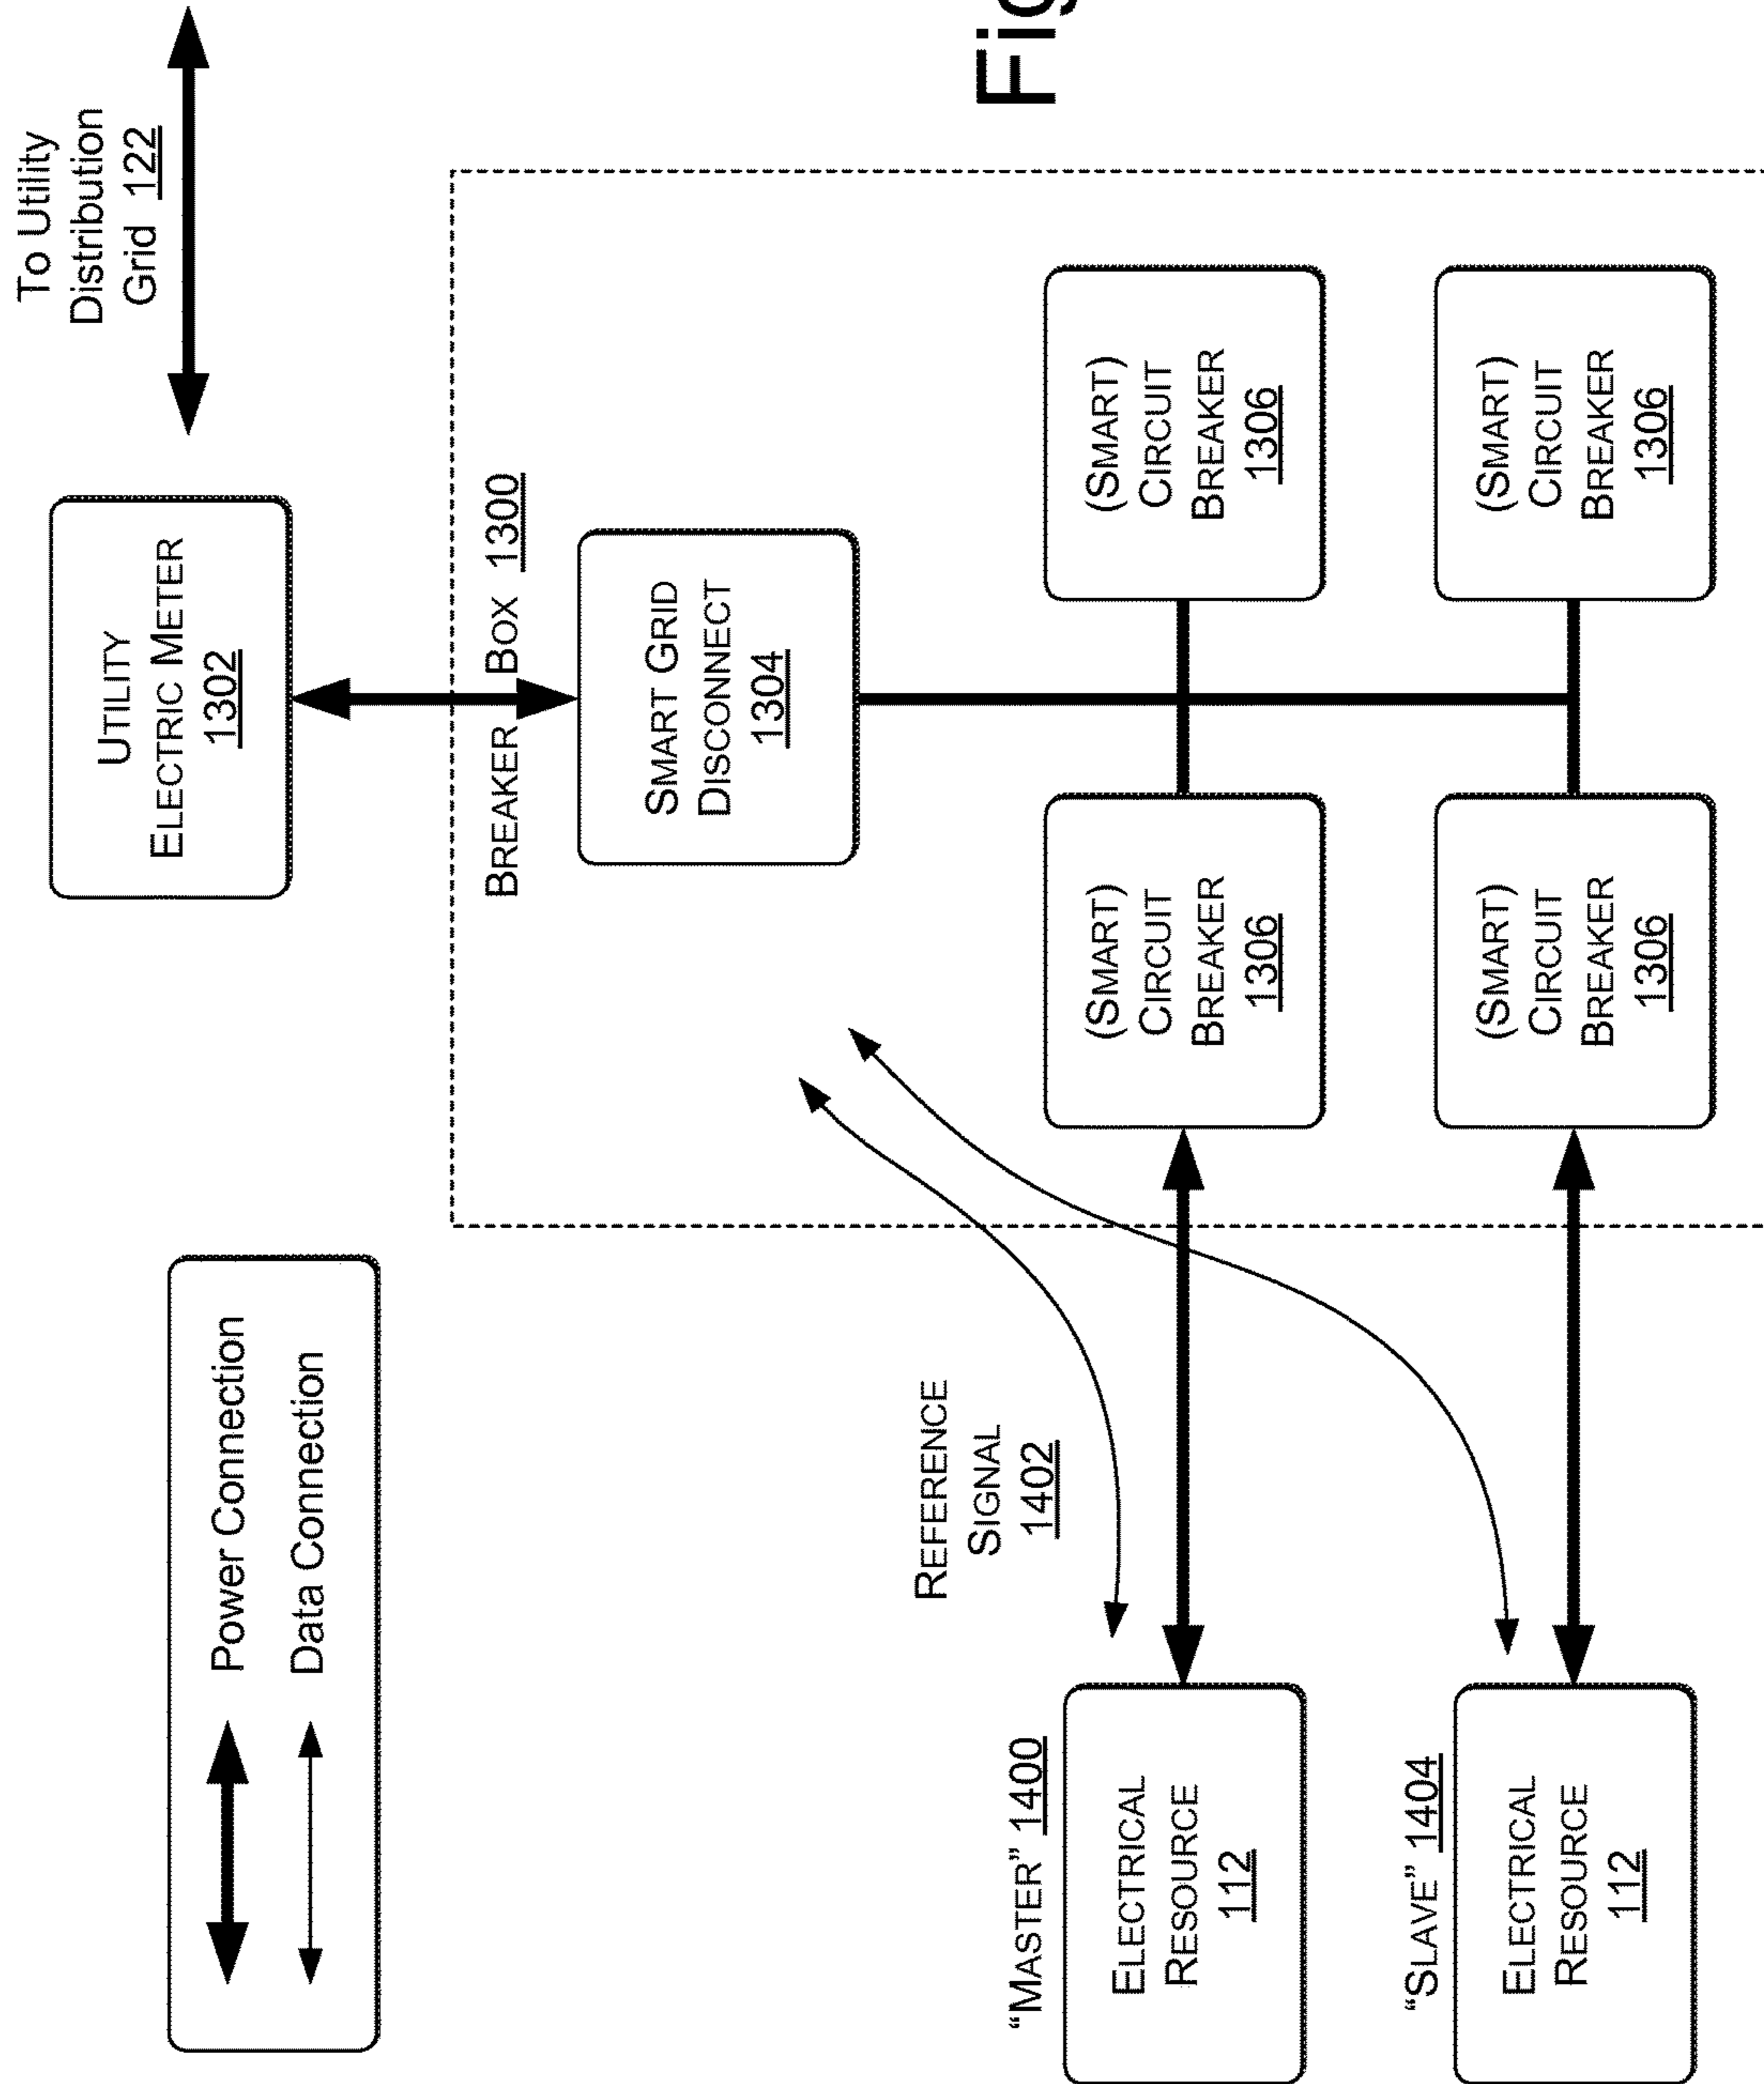 To Utility
Distribution
Grid 122
UTILITY
ELECTRIC METER
1302
Power Connection
Data Connection
BREAKER BOX 1300
SMART GRID
DISCONNECT
1304
REFERENCE
SIGNAL
1402
"MASTER" 1400
ELECTRICAL
RESOURCE
112
(SMART)
CIRCUIT
BREAKER
1306
(SMART)
CIRCUIT
BREAKER
1306
"SLAVE" 1404
ELECTRICAL
RESOURCE
112
(SMART)
CIRCUIT
BREAKER
1306
(SMART)
CIRCUIT
BREAKER
1306